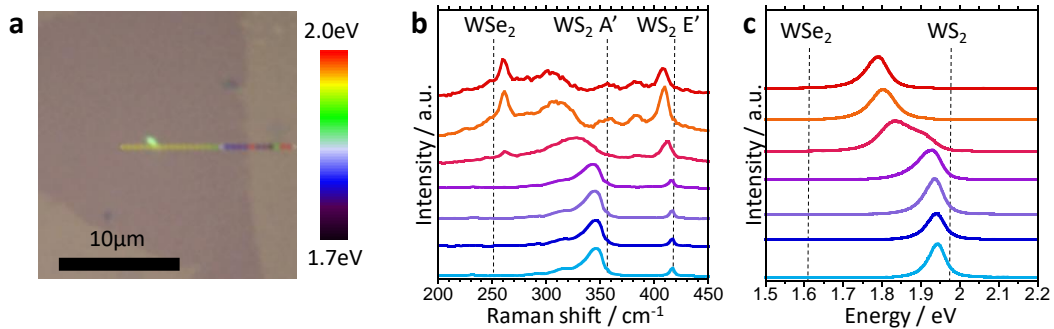 a
2.0eV
1.7eV
10µm
b
WSe₂
WS₂ A’
WS₂ E’
Intensity / a.u.
200
250
300
350
400
450
Raman shift / cm⁻¹
c
WSe₂
WS₂
Intensity / a.u.
1.5
1.6
1.7
1.8
1.9
2
2.1
2.2
Energy / eV